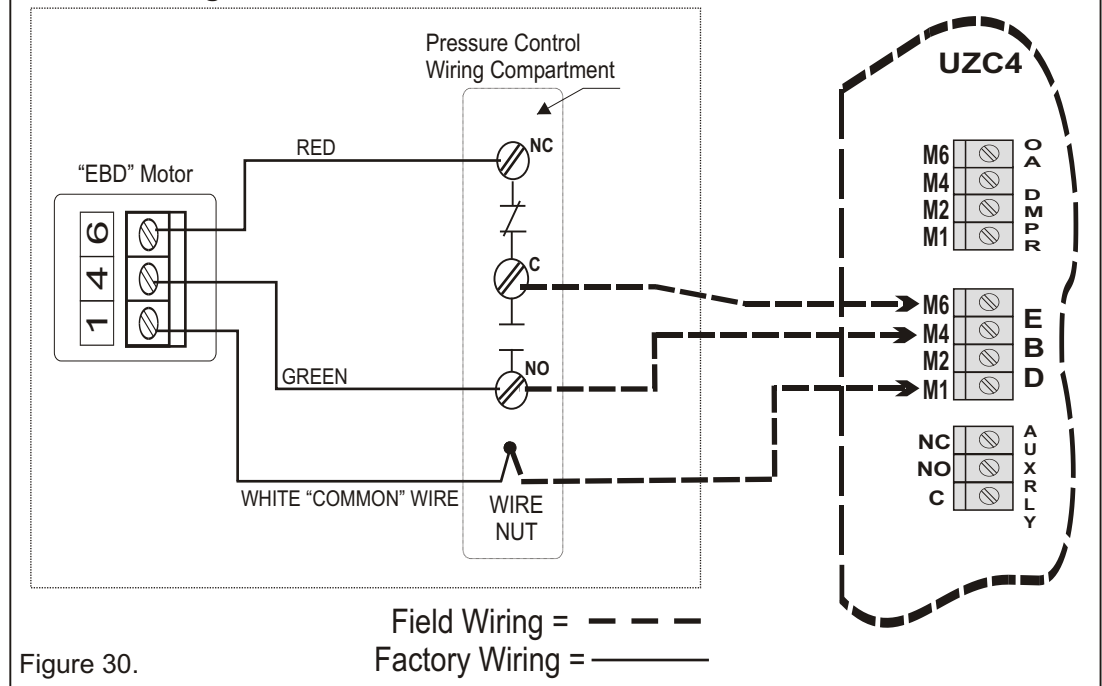 Pressure Control
Wiring Compartment
UZC4
NC
RED
"EBD" Motor
6
4
1
C
NO
GREEN
WHITE "COMMON" WIRE
WIRE
NUT
M6
M4
M2
M1
OA DMPR
M6
M4
M2
M1
EBD
NC
NO
C
AUXRLY
Field Wiring =
Factory Wiring =
Figure 30.